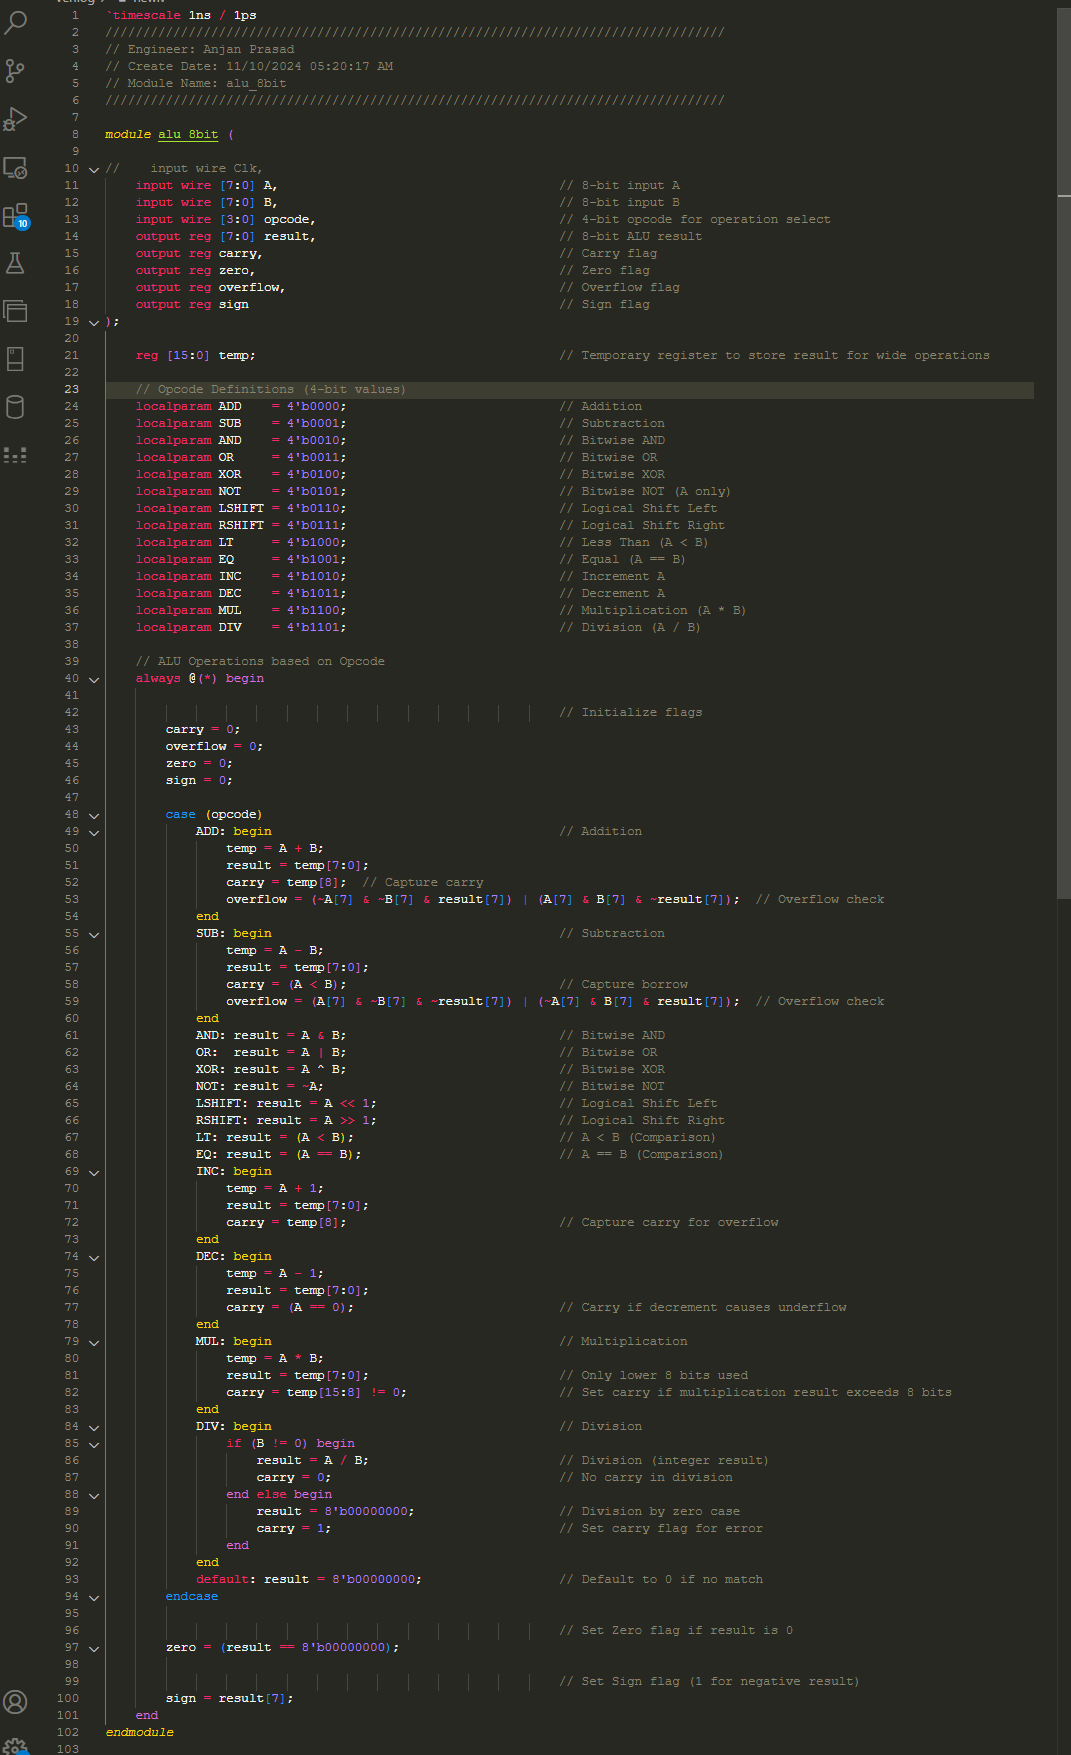 1 `timescale 1ns / 1ps
2 //////////////////////////////////////////////////////////////////////////////////
3 // Engineer: Anjan Prasad
4 // Create Date: 11/10/2024 05:20:17 AM
5 // Module Name: alu_8bit
6 //////////////////////////////////////////////////////////////////////////////////
7
8 module alu_8bit (
9
10 //    input wire Clk,
11 input wire [7:0] A, // 8-bit input A
12 input wire [7:0] B, // 8-bit input B
13 input wire [3:0] opcode, // 4-bit opcode for operation select
14 output reg [7:0] result, // 8-bit ALU result
15 output reg carry, // Carry flag
16 output reg zero, // Zero flag
17 output reg overflow, // Overflow flag
18 output reg sign // Sign flag
19 );
20
21 reg [15:0] temp; // Temporary register to store result for wide operations
22
23 // Opcode Definitions (4-bit values)
24 localparam ADD    = 4'b0000; // Addition
25 localparam SUB    = 4'b0001; // Subtraction
26 localparam AND    = 4'b0010; // Bitwise AND
27 localparam OR     = 4'b0011; // Bitwise OR
28 localparam XOR    = 4'b0100; // Bitwise XOR
29 localparam NOT    = 4'b0101; // Bitwise NOT (A only)
30 localparam LSHIFT = 4'b0110; // Logical Shift Left
31 localparam RSHIFT = 4'b0111; // Logical Shift Right
32 localparam LT     = 4'b1000; // Less Than (A < B)
33 localparam EQ     = 4'b1001; // Equal (A == B)
34 localparam INC    = 4'b1010; // Increment A
35 localparam DEC    = 4'b1011; // Decrement A
36 localparam MUL    = 4'b1100; // Multiplication (A * B)
37 localparam DIV    = 4'b1101; // Division (A / B)
38
39 // ALU Operations based on Opcode
40 always @(*) begin
41
42 // Initialize flags
43 carry = 0;
44 overflow = 0;
45 zero = 0;
46 sign = 0;
47
48 case (opcode)
49 ADD: begin // Addition
50 temp = A + B;
51 result = temp[7:0];
52 carry = temp[8];  // Capture carry
53 overflow = (~A[7] & ~B[7] & result[7]) | (A[7] & B[7] & ~result[7]);  // Overflow check
54 end
55 SUB: begin // Subtraction
56 temp = A - B;
57 result = temp[7:0];
58 carry = (A < B); // Capture borrow
59 overflow = (A[7] & ~B[7] & ~result[7]) | (~A[7] & B[7] & result[7]);  // Overflow check
60 end
61 AND: result = A & B; // Bitwise AND
62 OR:  result = A | B; // Bitwise OR
63 XOR: result = A ^ B; // Bitwise XOR
64 NOT: result = ~A; // Bitwise NOT
65 LSHIFT: result = A << 1; // Logical Shift Left
66 RSHIFT: result = A >> 1; // Logical Shift Right
67 LT: result = (A < B); // A < B (Comparison)
68 EQ: result = (A == B); // A == B (Comparison)
69 INC: begin
70 temp = A + 1;
71 result = temp[7:0];
72 carry = temp[8]; // Capture carry for overflow
73 end
74 DEC: begin
75 temp = A - 1;
76 result = temp[7:0];
77 carry = (A == 0); // Carry if decrement causes underflow
78 end
79 MUL: begin // Multiplication
80 temp = A * B;
81 result = temp[7:0]; // Only lower 8 bits used
82 carry = temp[15:8] != 0; // Set carry if multiplication result exceeds 8 bits
83 end
84 DIV: begin // Division
85 if (B != 0) begin
86 result = A / B; // Division (integer result)
87 carry = 0; // No carry in division
88 end else begin
89 result = 8'b00000000; // Division by zero case
90 carry = 1; // Set carry flag for error
91 end
92 end
93 default: result = 8'b00000000; // Default to 0 if no match
94 endcase
95
96 // Set Zero flag if result is 0
97 zero = (result == 8'b00000000);
98
99 // Set Sign flag (1 for negative result)
100 sign = result[7];
101 end
102 endmodule
103
10